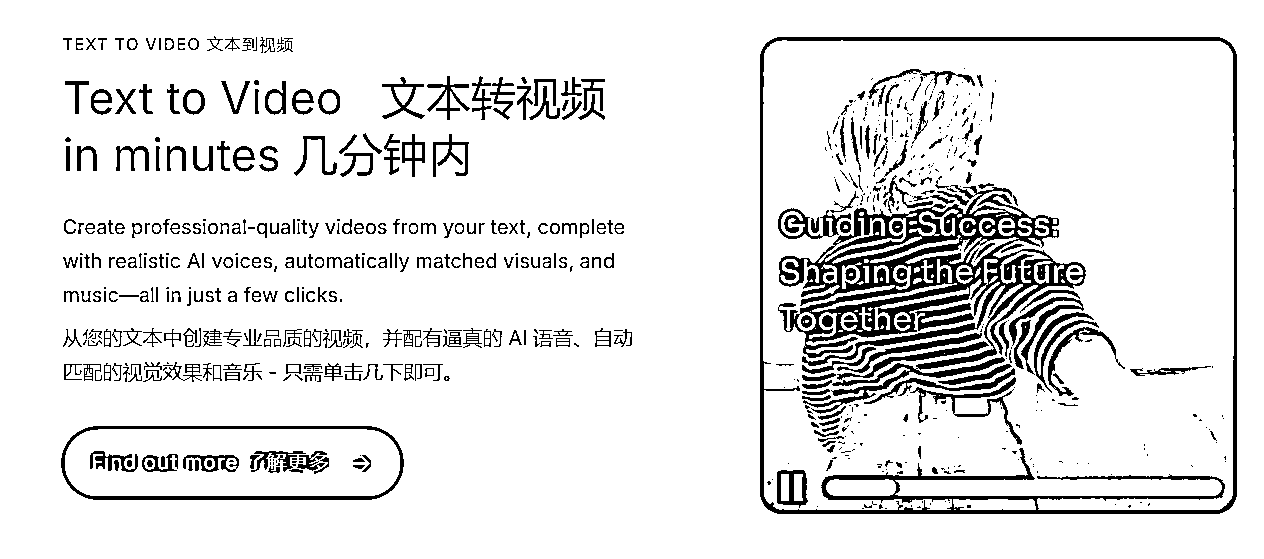 TEXT TO VIDEO 文本到视频
Text to Video 文本转视频
in minutes 几分钟内
Create professional-quality videos from your text, complete
with realistic AI voices, automatically matched visuals, and
music—all in just a few clicks.
从您的文本中创建专业品质的视频，并配有逼真的 AI 语音、自动
匹配的视觉效果和音乐 - 只需单击几下即可。
Find out more 了解更多
Guiding Success:
Shaping the Future
Together